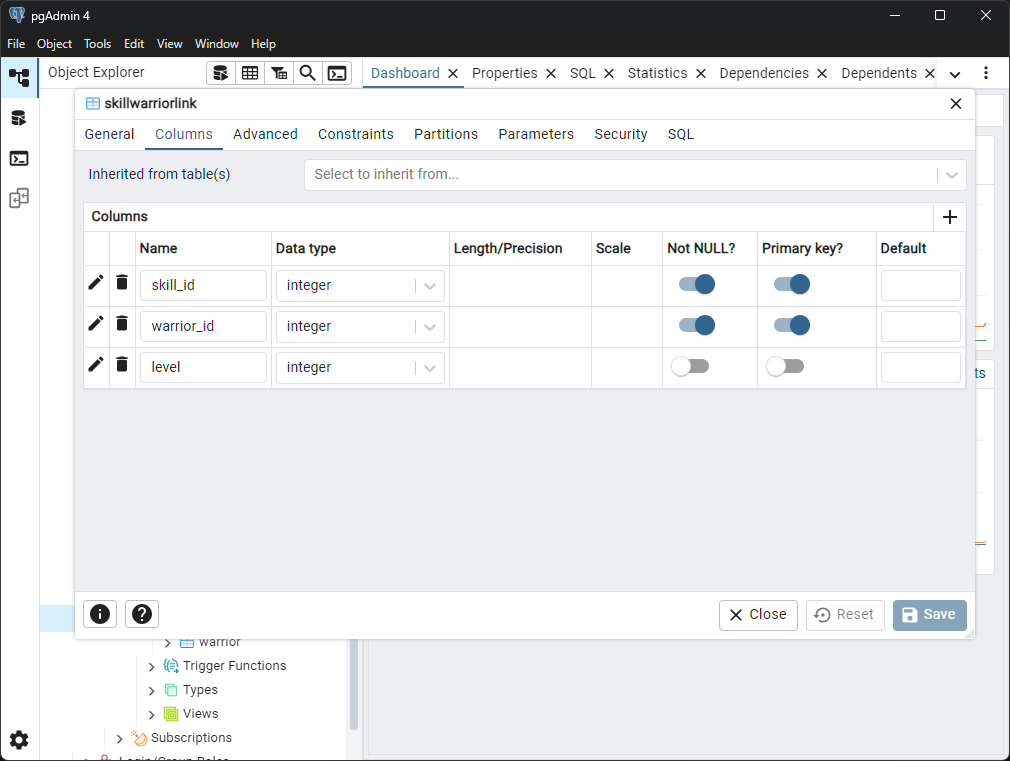 pgAdmin 4
File Object Tools Edit View Window Help
Object Explorer Dashboard Properties SQL Statistics Dependencies Dependents
skillwarriorlink
General Columns Advanced Constraints Partitions Parameters Security SQL
Inherited from table(s) Select to inherit from...
Columns
Name Data type Length/Precision Scale Not NULL? Primary key? Default
skill_id integer
warrior_id integer
level integer
ts
Close Reset Save
warrior
Trigger Functions
Types
Views
Subscriptions
Login/Group Roles